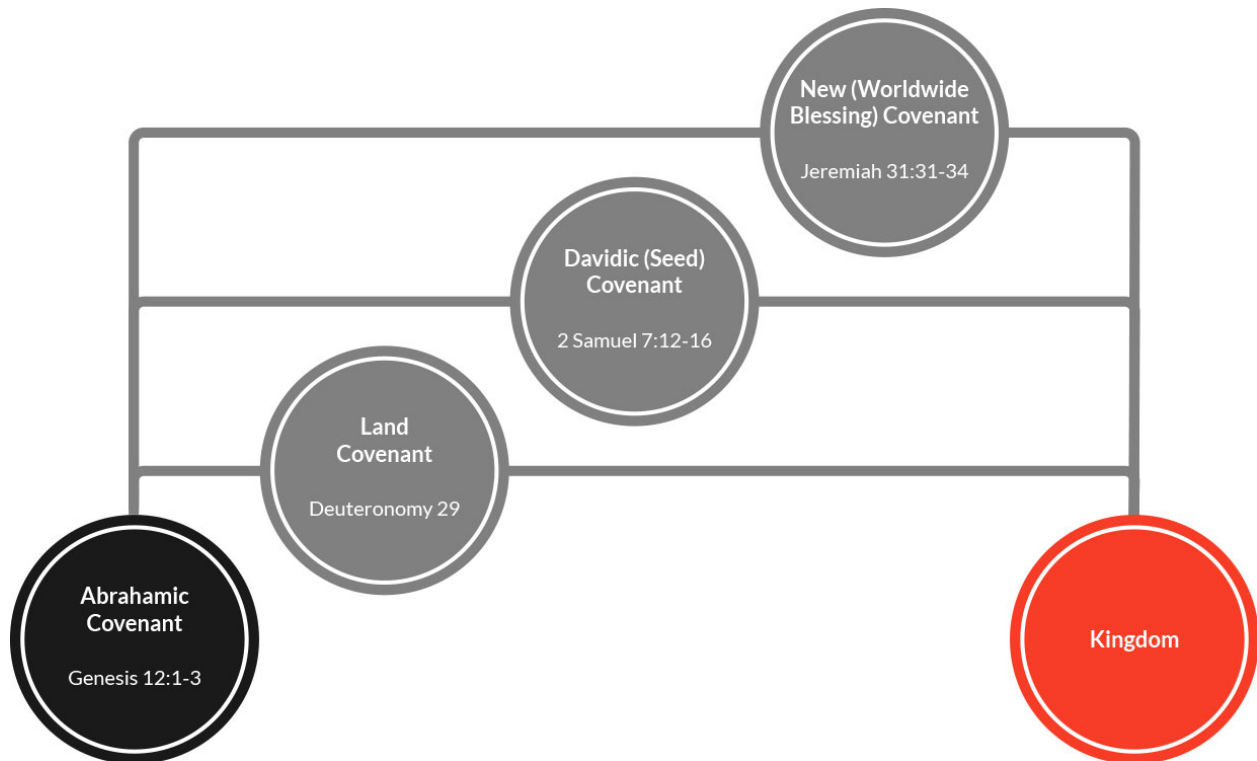 New (Worldwide
Blessing) Covenant
Jeremiah 31:31-34
Davidic (Seed)
Covenant
2 Samuel 7:12-16
Land
Covenant
Deuteronomy 29
Abrahamic
Covenant
Genesis 12:1-3
Kingdom